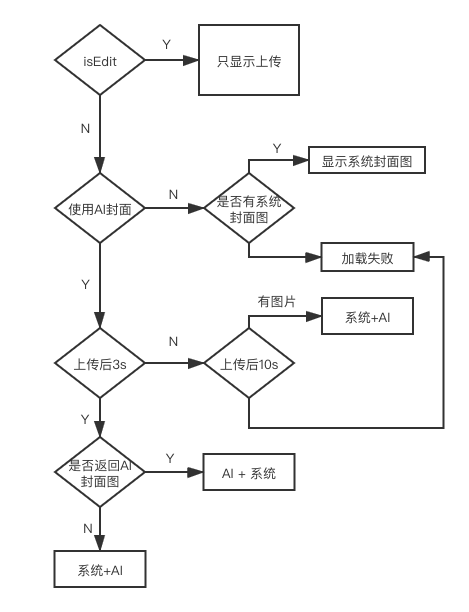 isEdit
Y
只显示上传
N
使用AI封面
N
是否有系统
封面图
Y
显示系统封面图
加载失败
Y
上传后3s
N
上传后10s
有图片
系统+AI
Y
是否返回AI
封面图
Y
AI + 系统
N
系统+AI